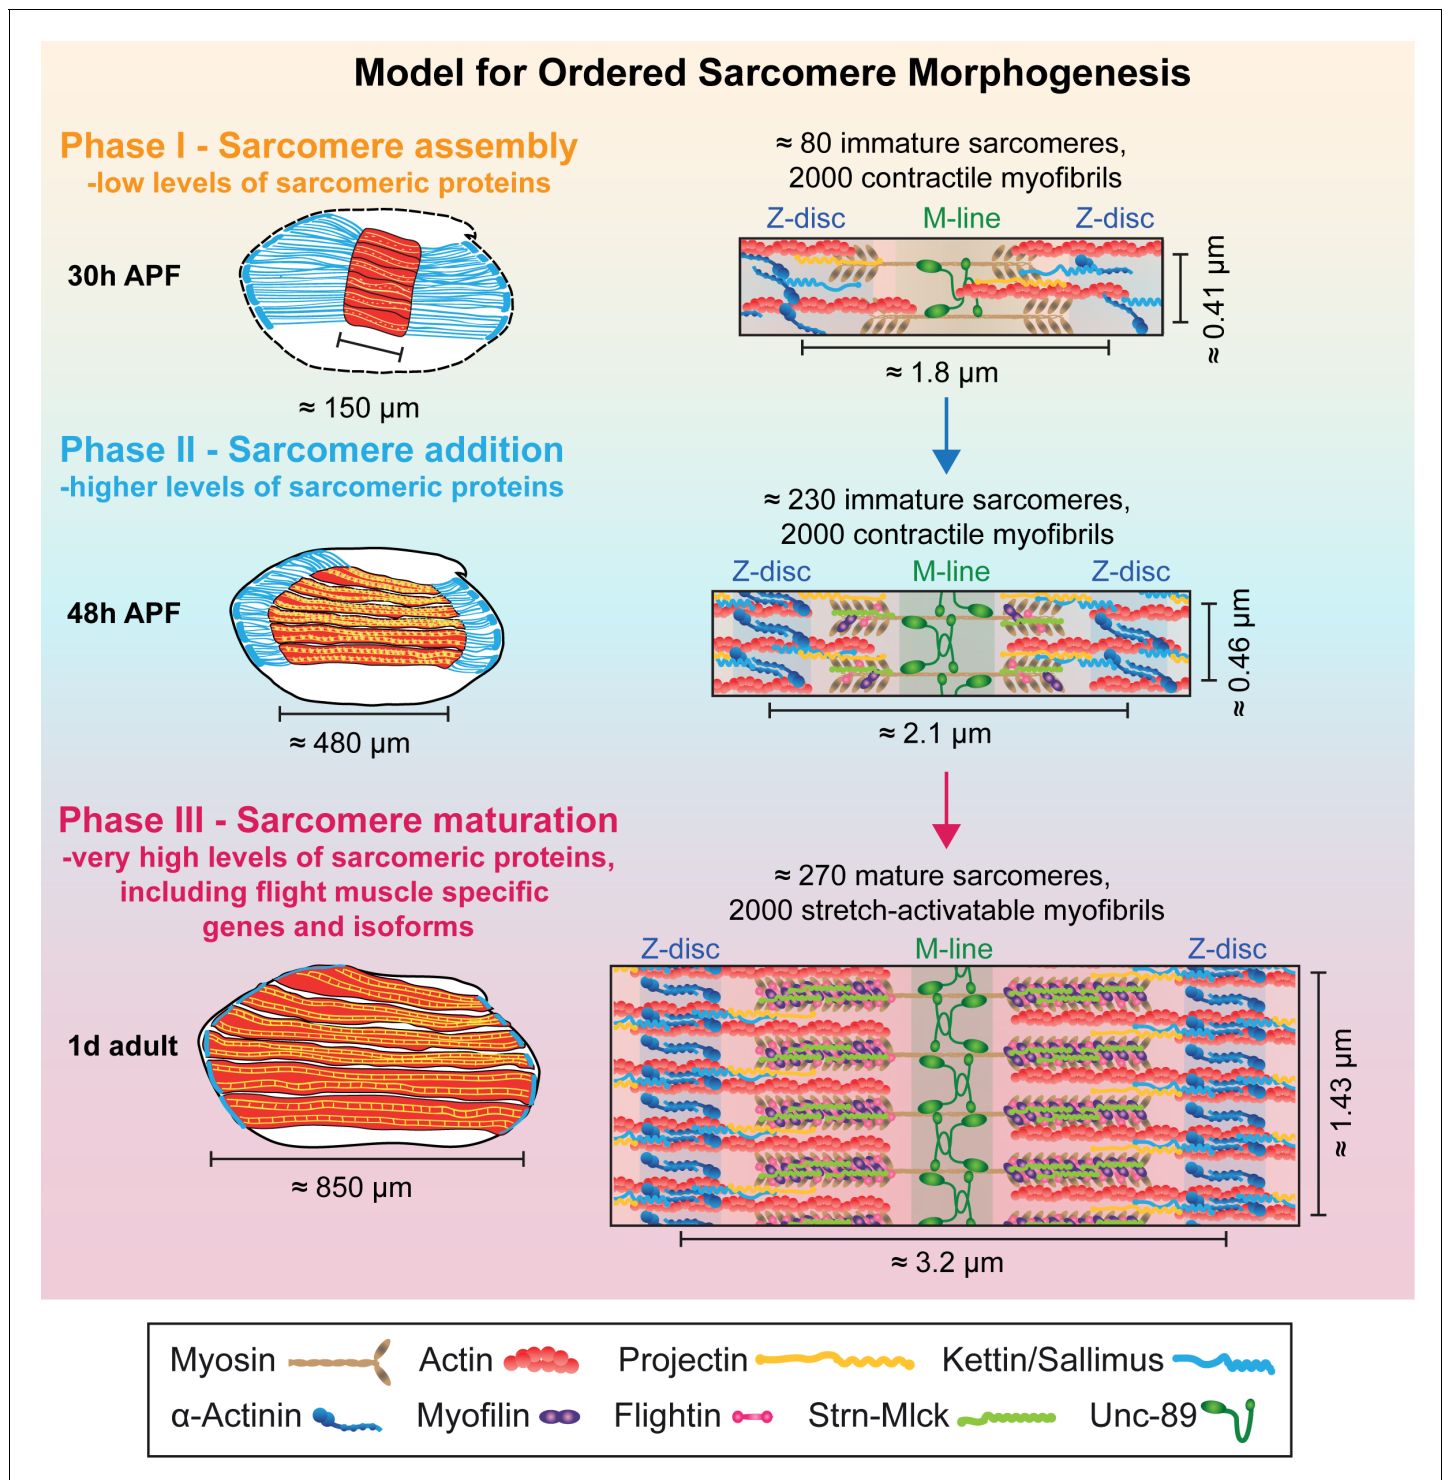 Model for Ordered Sarcomere Morphogenesis
Phase I - Sarcomere assembly
-low levels of sarcomeric proteins
30h APF
≈ 150 µm
≈ 80 immature sarcomeres,
2000 contractile myofibrils
Z-disc M-line Z-disc
≈ 0.41 µm
≈ 1.8 µm
Phase II - Sarcomere addition
-higher levels of sarcomeric proteins
48h APF
≈ 480 µm
≈ 230 immature sarcomeres,
2000 contractile myofibrils
Z-disc M-line Z-disc
≈ 0.46 µm
≈ 2.1 µm
Phase III - Sarcomere maturation
-very high levels of sarcomeric proteins,
including flight muscle specific
genes and isoforms
1d adult
≈ 850 µm
≈ 270 mature sarcomeres,
2000 stretch-activatable myofibrils
Z-disc M-line Z-disc
≈ 1.43 µm
≈ 3.2 µm
Myosin Actin Projectin Kettin/Sallimus
α-Actinin Myofilin Flightin Strn-Mlck Unc-89